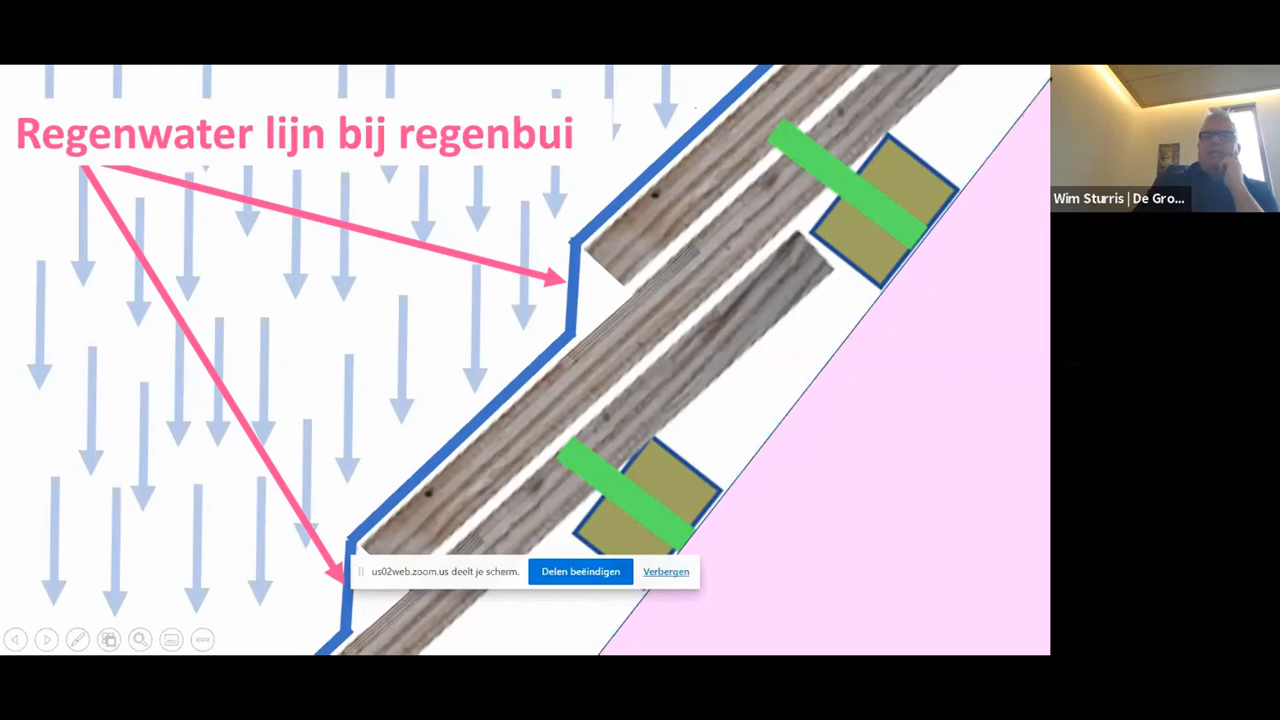 Regenwater lijn bij regenbui
Wim Sturris | De Gro...
us02web.zoom.us deelt je scherm. Delen beëindigen Verbergen